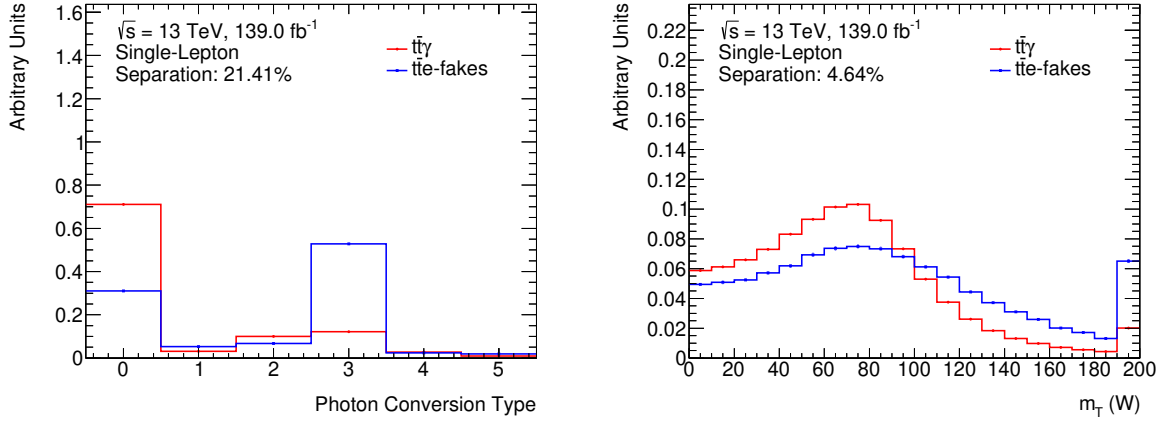 Arbitrary Units
1.6
1.4
1.2
1
0.8
0.6
0.4
0.2
0
√s = 13 TeV, 139.0 fb⁻¹
Single-Lepton
Separation: 21.41%
tt̄γ
tt̄e-fakes
0 1 2 3 4 5
Photon Conversion Type
Arbitrary Units
0.22
0.2
0.18
0.16
0.14
0.12
0.1
0.08
0.06
0.04
0.02
0
√s = 13 TeV, 139.0 fb⁻¹
Single-Lepton
Separation: 4.64%
tt̄γ
tt̄e-fakes
0 20 40 60 80 100 120 140 160 180 200
m_T (W)